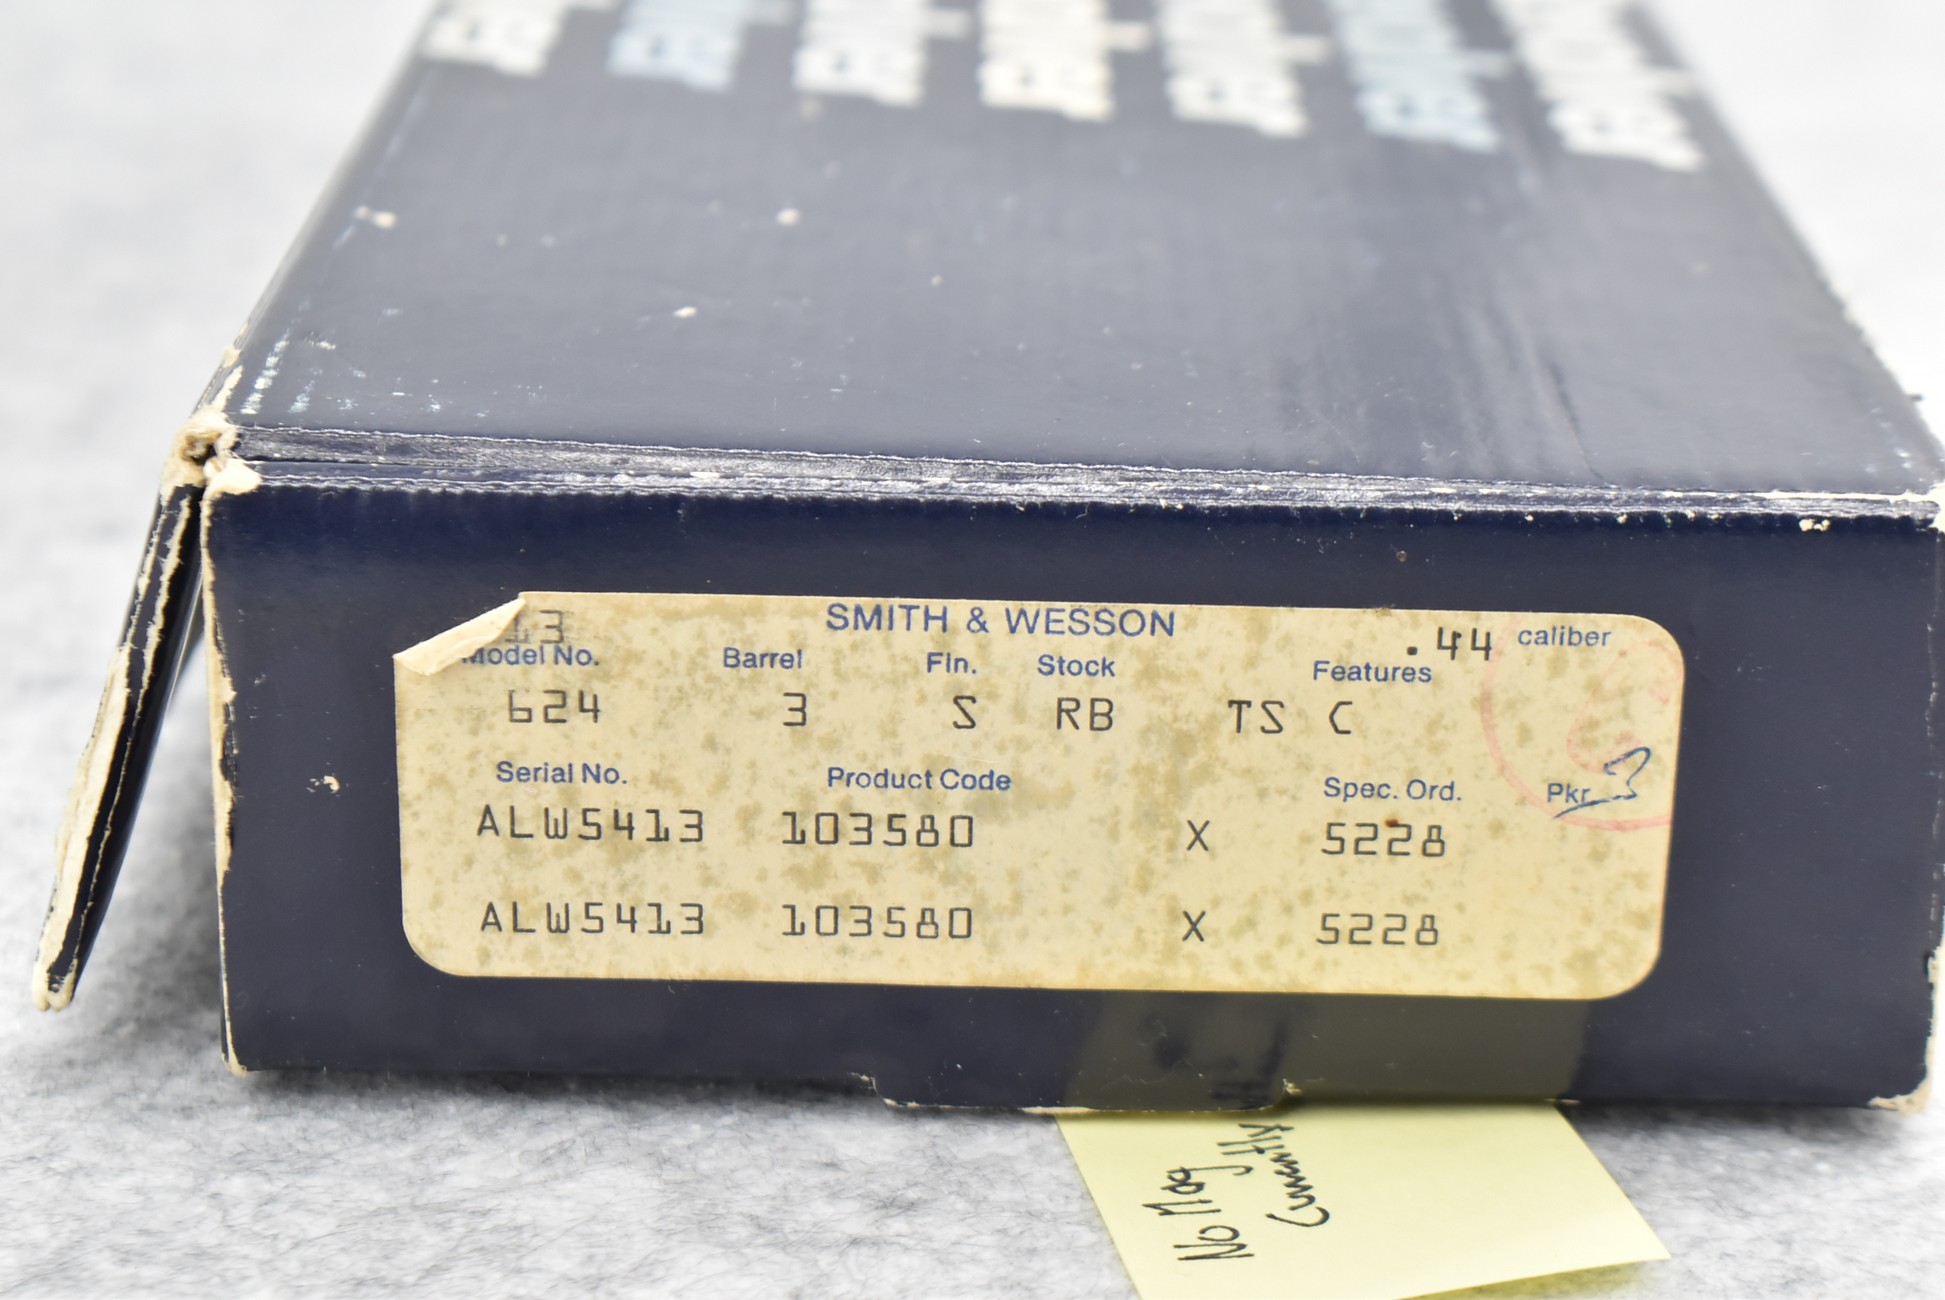 13
SMITH & WESSON
.44 caliber
Model No. Barrel Fin. Stock Features
624 3 S RB TS C
Serial No. Product Code Spec. Ord. Pkr
ALW5413 103580 X 5228
ALW5413 103580 X 5228
No Mag
Currently